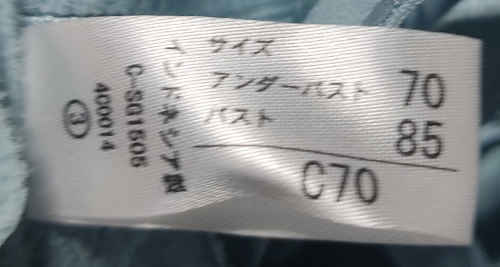 サイズ
アンダーバスト 70
バスト 85
C70
インドネシア製
C-S01505
400014
③